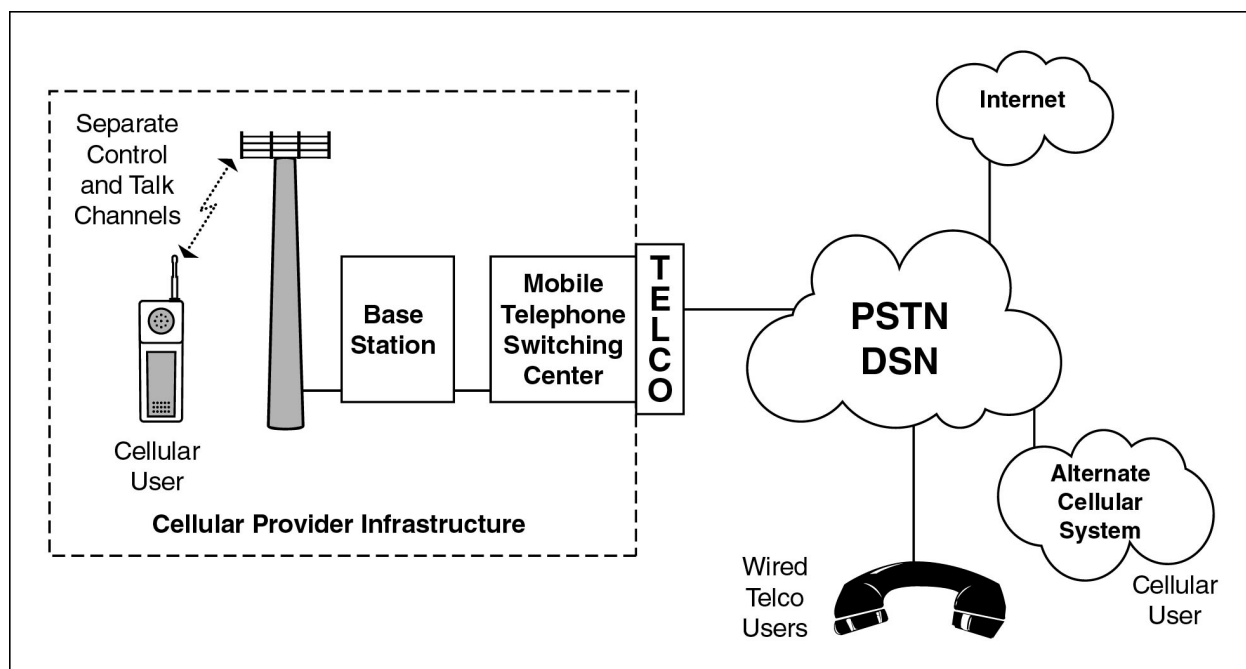 Separate
Control
and Talk
Channels
Cellular
User
Base
Station
Mobile
Telephone
Switching
Center
TELCO
Cellular Provider Infrastructure
Internet
PSTN
DSN
Alternate
Cellular
System
Cellular
User
Wired
Telco
Users